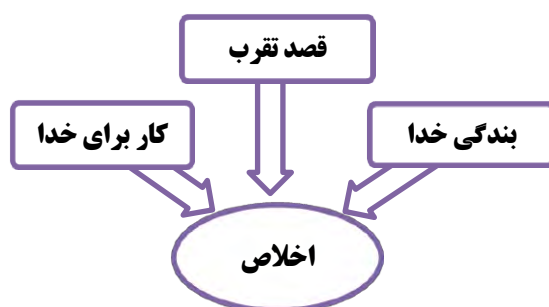 قصد تقرب
بندگی خدا
کار برای خدا
اخلاص